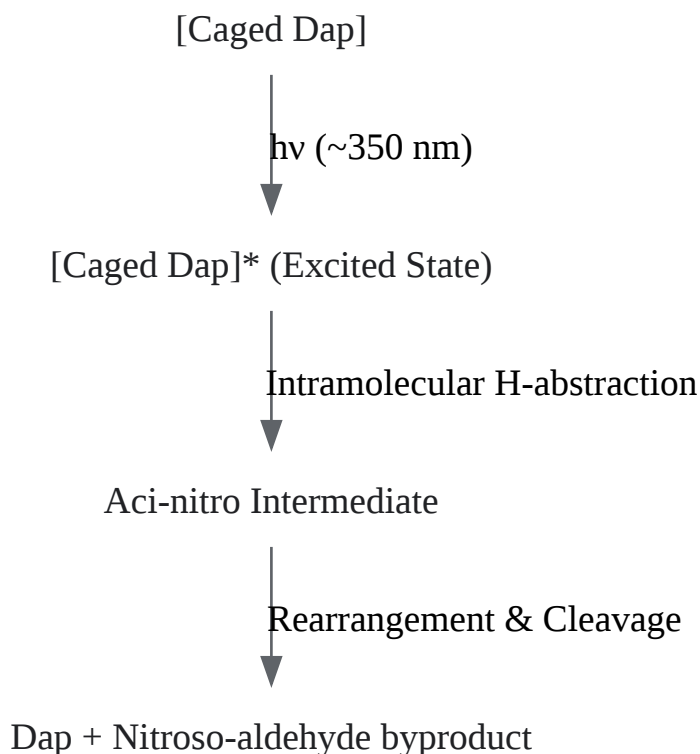 [Caged Dap]
hν (~350 nm)
[Caged Dap]* (Excited State)
Intramolecular H-abstraction
Aci-nitro Intermediate
Rearrangement & Cleavage
Dap + Nitroso-aldehyde byproduct